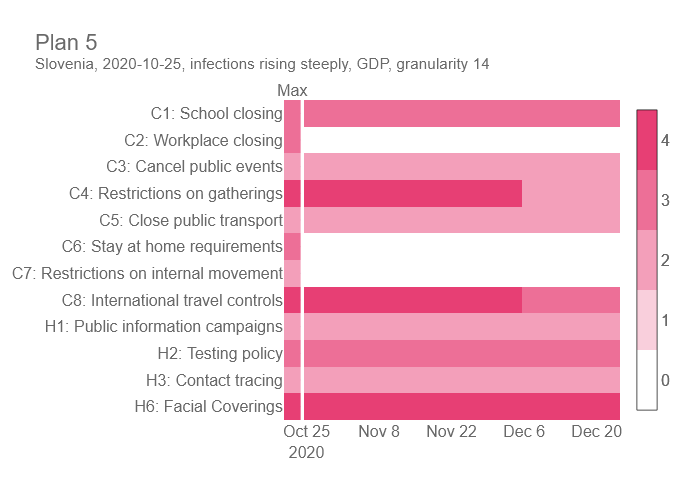 Plan 5
Slovenia, 2020-10-25, infections rising steeply, GDP, granularity 14
Max
C1: School closing
C2: Workplace closing
C3: Cancel public events
C4: Restrictions on gatherings
C5: Close public transport
C6: Stay at home requirements
C7: Restrictions on internal movement
C8: International travel controls
H1: Public information campaigns
H2: Testing policy
H3: Contact tracing
H6: Facial Coverings
Oct 25 Nov 8 Nov 22 Dec 6 Dec 20
2020
4
3
2
1
0